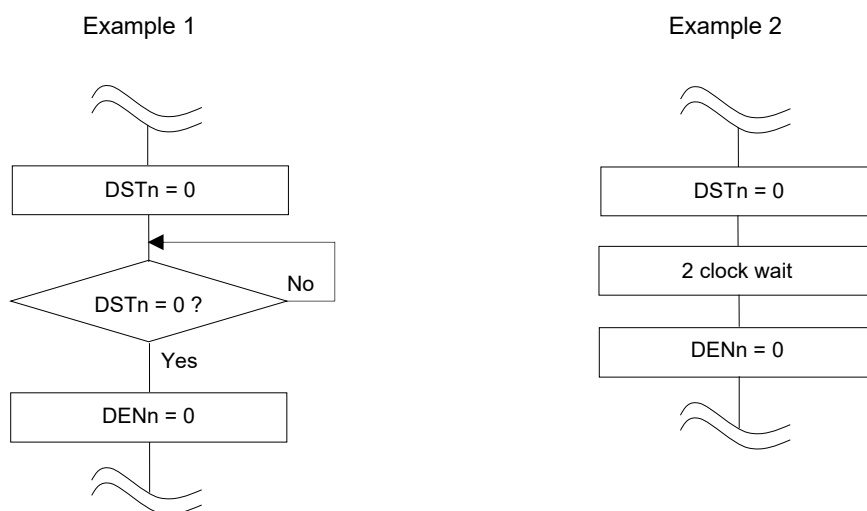 Example 1
DSTn = 0
DSTn = 0 ?
No
Yes
DENn = 0
Example 2
DSTn = 0
2 clock wait
DENn = 0